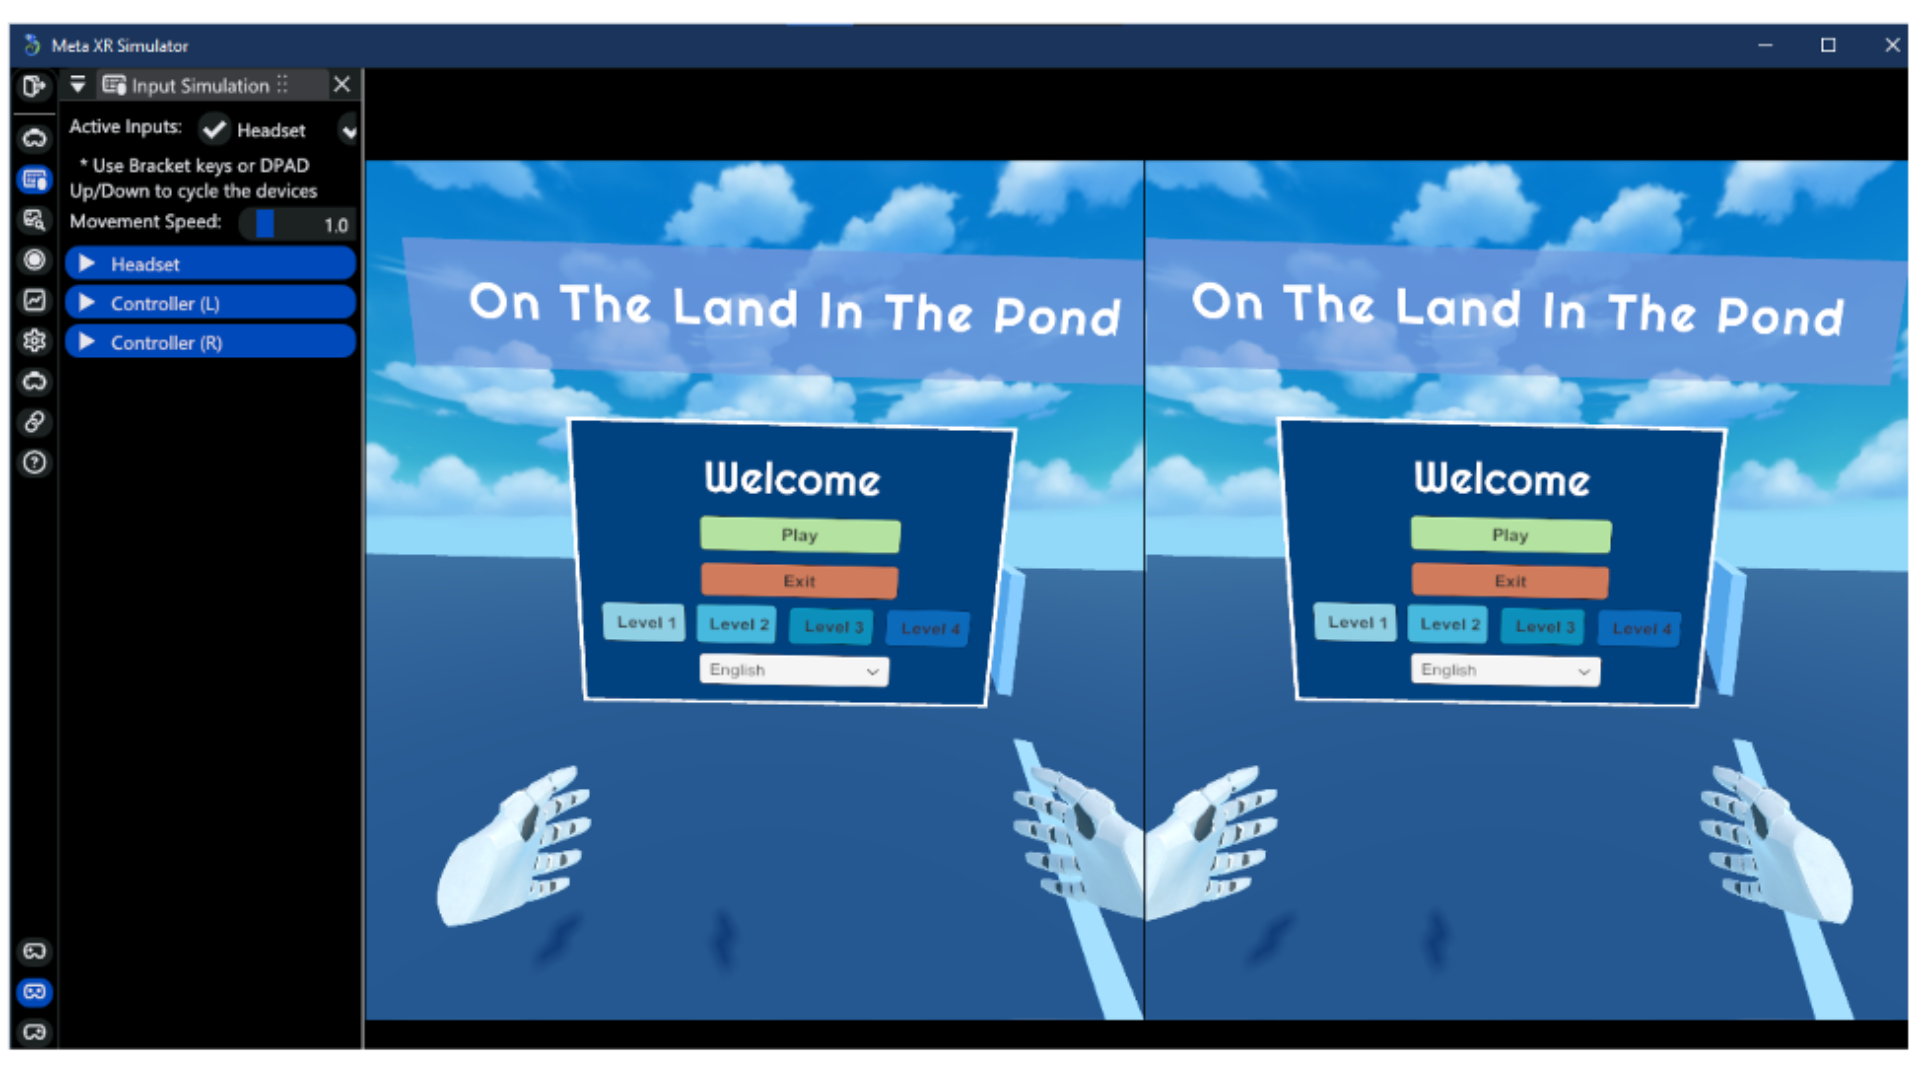 Meta XR Simulator
Input Simulation
Active Inputs: Headset
* Use Bracket keys or DPAD
Up/Down to cycle the devices
Movement Speed: 1.0
Headset
Controller (L)
Controller (R)
On The Land In The Pond
Welcome
Play
Exit
Level 1 Level 2 Level 3 Level 4
English
On The Land In The Pond
Welcome
Play
Exit
Level 1 Level 2 Level 3 Level 4
English